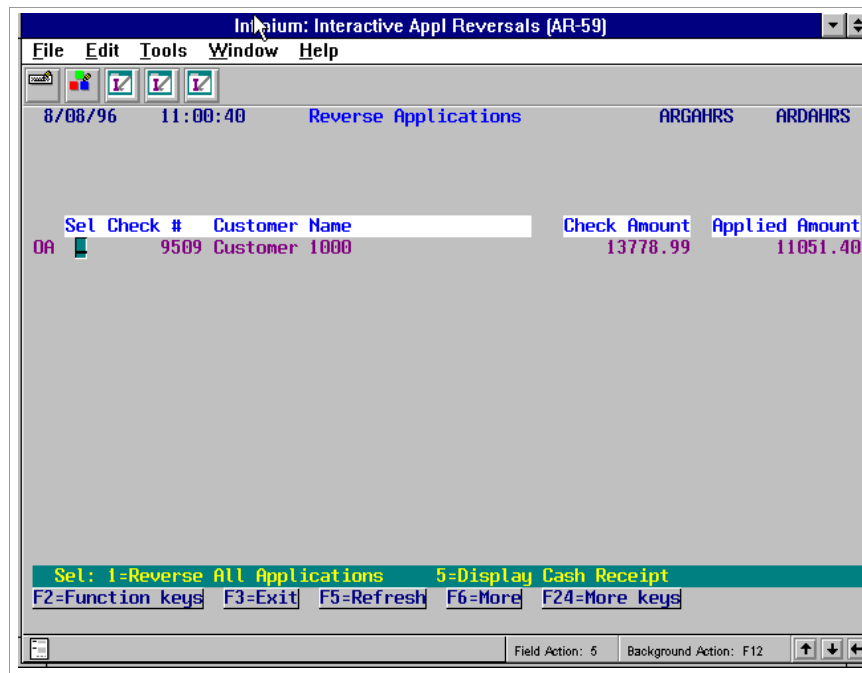 Interactive Appl Reversals (AR-59)
File Edit Tools Window Help
8/08/96 11:00:40 Reverse Applications ARGAHRS ARDAHRS
Sel Check # Customer Name Check Amount Applied Amount
OA 9509 Customer 1000 13778.99 11051.40
Sel: 1=Reverse All Applications 5=Display Cash Receipt
F2=Function keys F3=Exit F5=Refresh F6=More F24=More keys
Field Action: 5 Background Action: F12